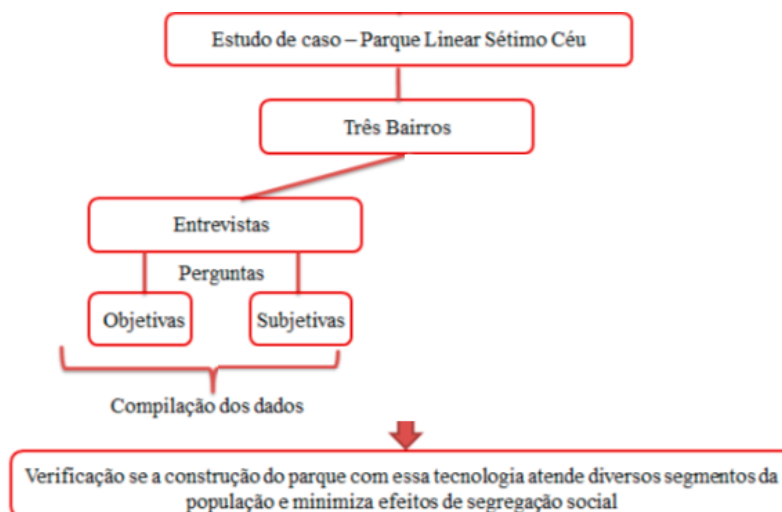 Estudo de caso – Parque Linear Sétimo Céu
Três Bairros
Entrevistas
Perguntas
Objetivas
Subjetivas
Compilação dos dados
Verificação se a construção do parque com essa tecnologia atende diversos segmentos da
população e minimiza efeitos de segregação social